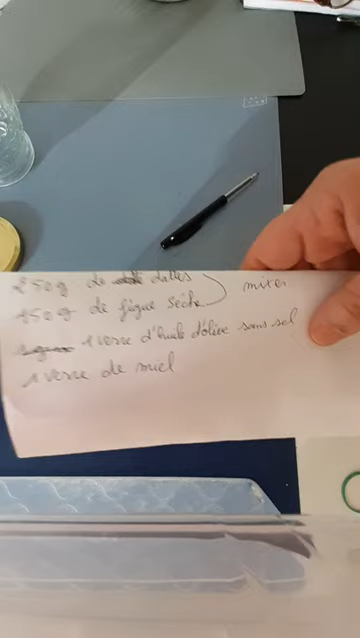 250g de dattes } mixer
150g de figue sèche
1 verre d'huile d'olive sans sel
1 verre de miel